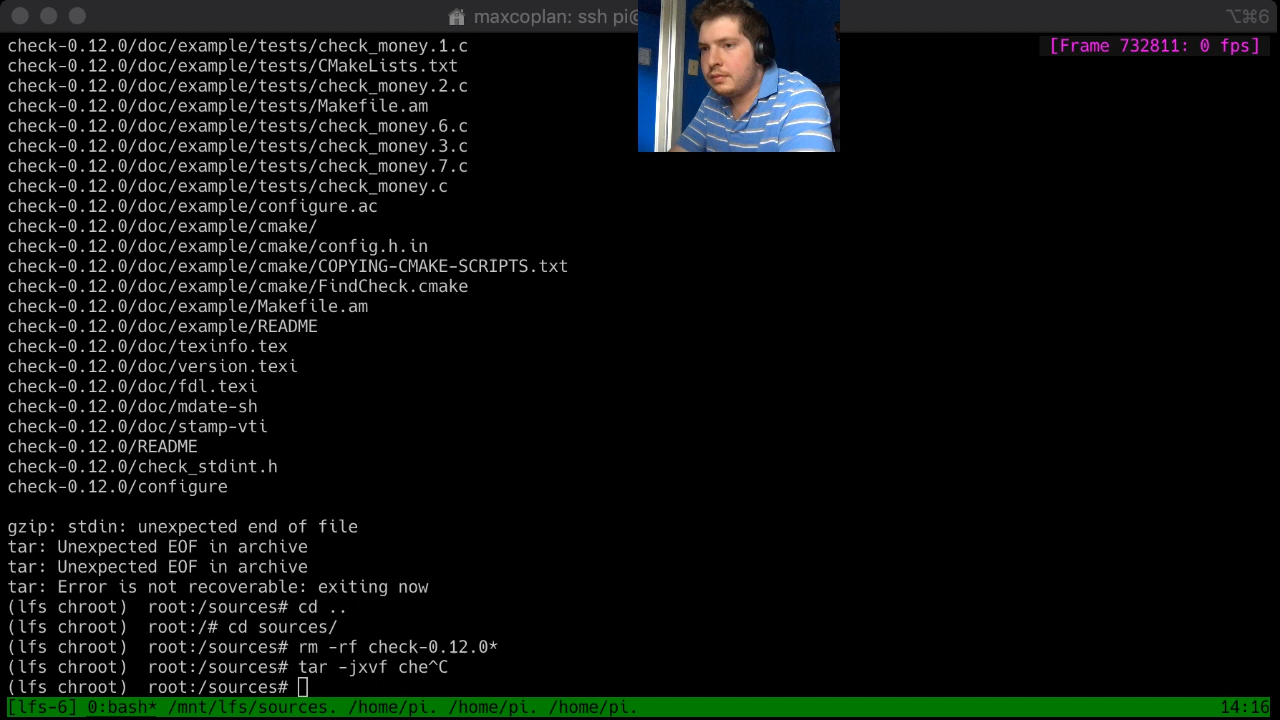 maxcoplan: ssh pi@
⌥⌘6
[Frame 732811: 0 fps]
check-0.12.0/doc/example/tests/check_money.1.c
check-0.12.0/doc/example/tests/CMakeLists.txt
check-0.12.0/doc/example/tests/check_money.2.c
check-0.12.0/doc/example/tests/Makefile.am
check-0.12.0/doc/example/tests/check_money.6.c
check-0.12.0/doc/example/tests/check_money.3.c
check-0.12.0/doc/example/tests/check_money.7.c
check-0.12.0/doc/example/tests/check_money.c
check-0.12.0/doc/example/configure.ac
check-0.12.0/doc/example/cmake/
check-0.12.0/doc/example/cmake/config.h.in
check-0.12.0/doc/example/cmake/COPYING-CMAKE-SCRIPTS.txt
check-0.12.0/doc/example/cmake/FindCheck.cmake
check-0.12.0/doc/example/Makefile.am
check-0.12.0/doc/example/README
check-0.12.0/doc/texinfo.tex
check-0.12.0/doc/version.texi
check-0.12.0/doc/fdl.texi
check-0.12.0/doc/mdate-sh
check-0.12.0/doc/stamp-vti
check-0.12.0/README
check-0.12.0/check_stdint.h
check-0.12.0/configure
gzip: stdin: unexpected end of file
tar: Unexpected EOF in archive
tar: Unexpected EOF in archive
tar: Error is not recoverable: exiting now
(lfs chroot)  root:/sources# cd ..
(lfs chroot)  root:/# cd sources/
(lfs chroot)  root:/sources# rm -rf check-0.12.0*
(lfs chroot)  root:/sources# tar -jxvf che^C
(lfs chroot)  root:/sources#
[lfs-6] 0:bash* /mnt/lfs/sources. /home/pi. /home/pi. /home/pi. 14:16